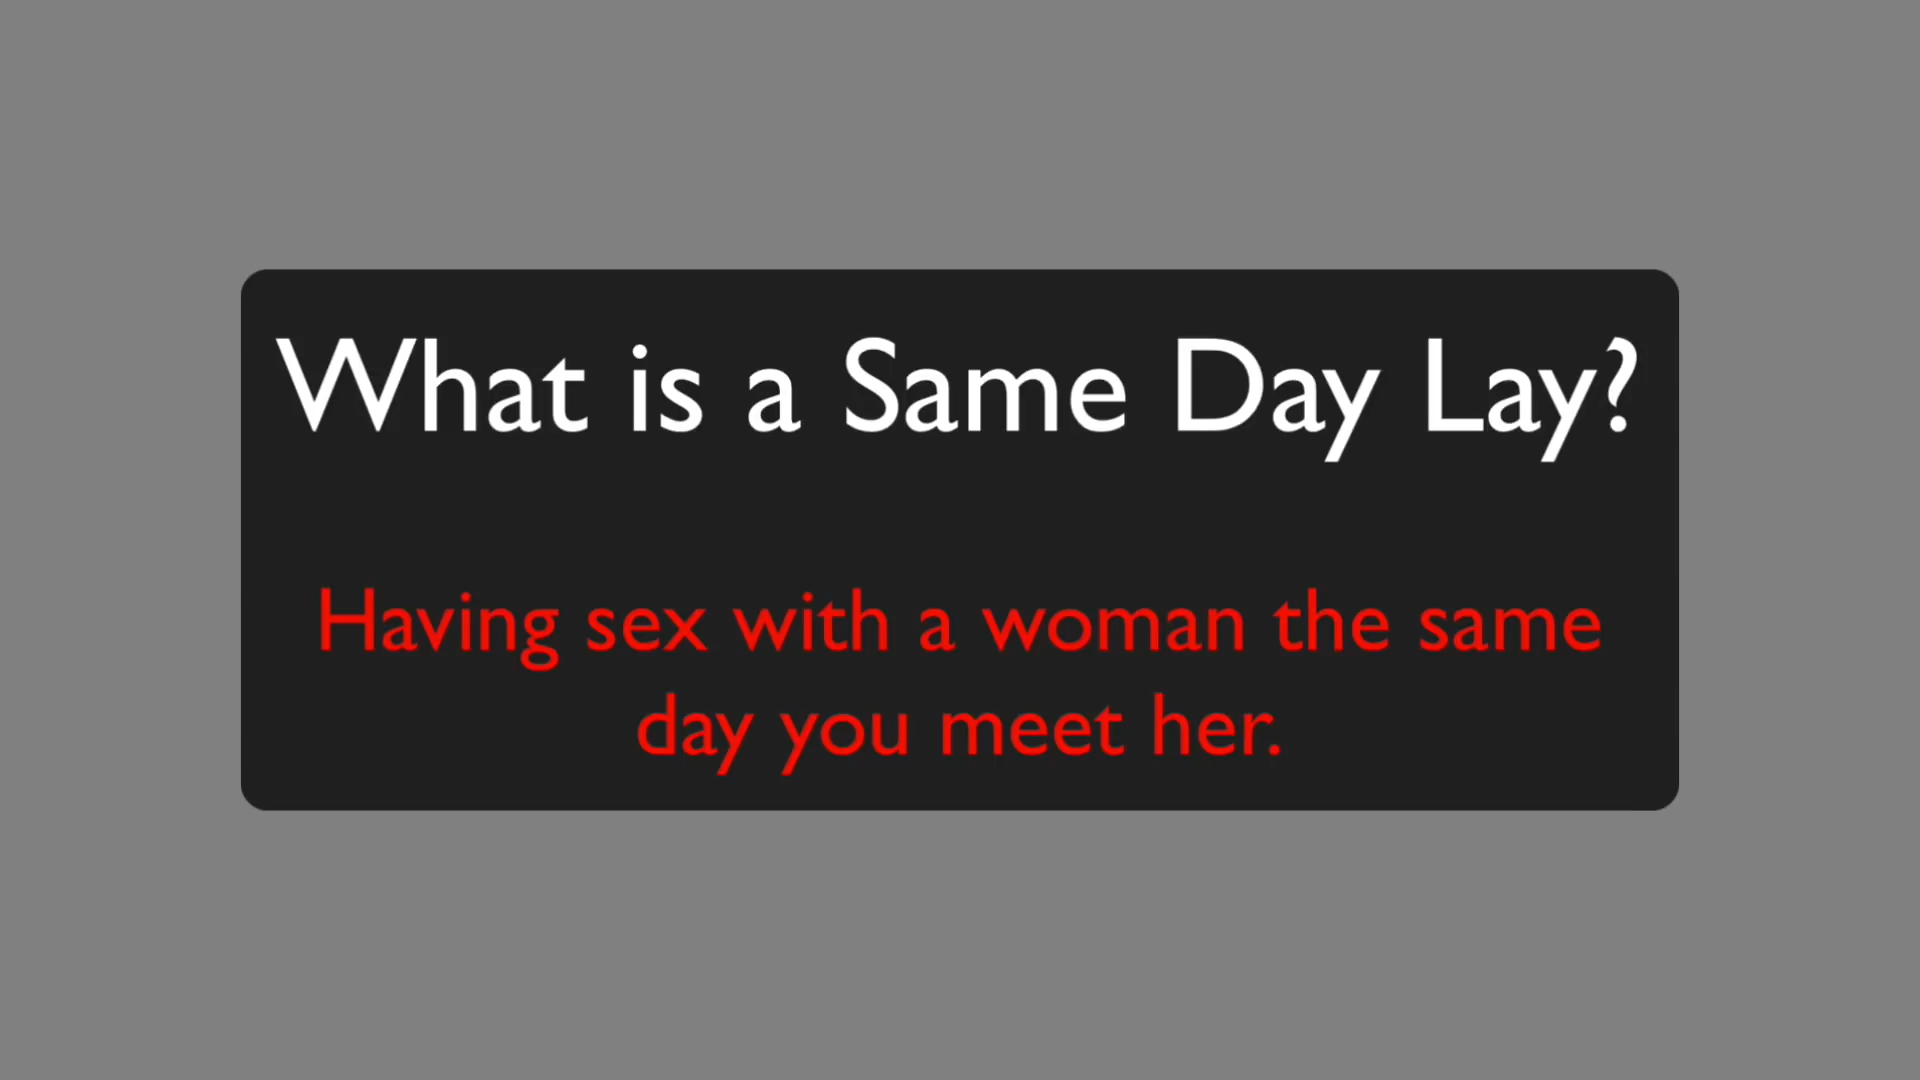 What is a Same Day Lay?
Having sex with a woman the same
day you meet her.